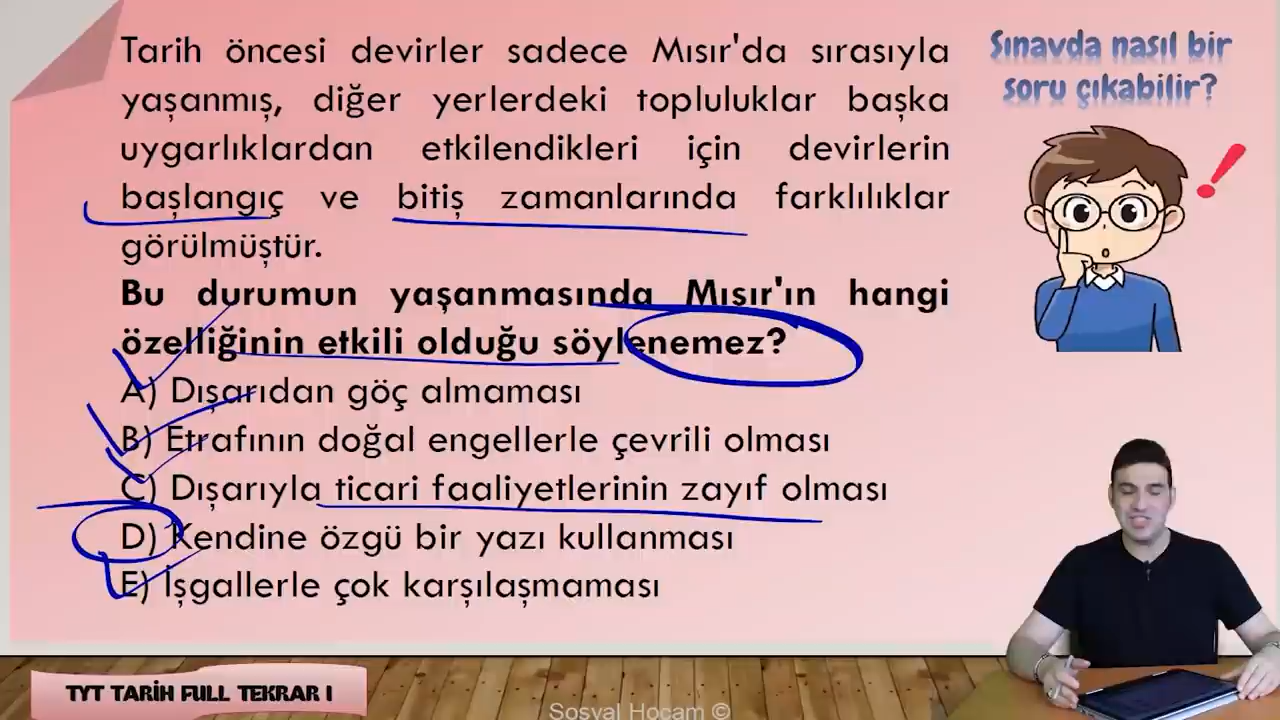 Tarih öncesi devirler sadece Mısır'da sırasıyla
yaşanmış, diğer yerlerdeki topluluklar başka
uygarlıklardan etkilendikleri için devirlerin
başlangıç ve bitiş zamanlarında farklılıklar
görülmüştür.
Bu durumun yaşanmasında Mısır'ın hangi
özelliğinin etkili olduğu söylenemez?
A) Dışarıdan göç almaması
B) Etrafının doğal engellerle çevrili olması
C) Dışarıyla ticari faaliyetlerinin zayıf olması
D) Kendine özgü bir yazı kullanması
E) İşgallerle çok karşılaşmaması
Sınavda nasıl bir
soru çıkabilir?
TYT TARİH FULL TEKRAR I
Sosyal Hocam ©